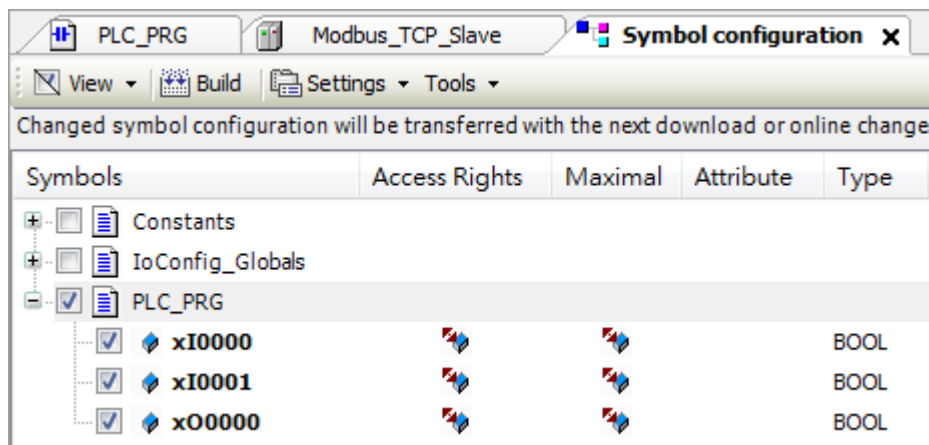 PLC_PRG Modbus_TCP_Slave Symbol configuration x
View Build Settings Tools
Changed symbol configuration will be transferred with the next download or online change
Symbols Access Rights Maximal Attribute Type
Constants
IoConfig_Globals
PLC_PRG
xI0000 BOOL
xI0001 BOOL
xO0000 BOOL